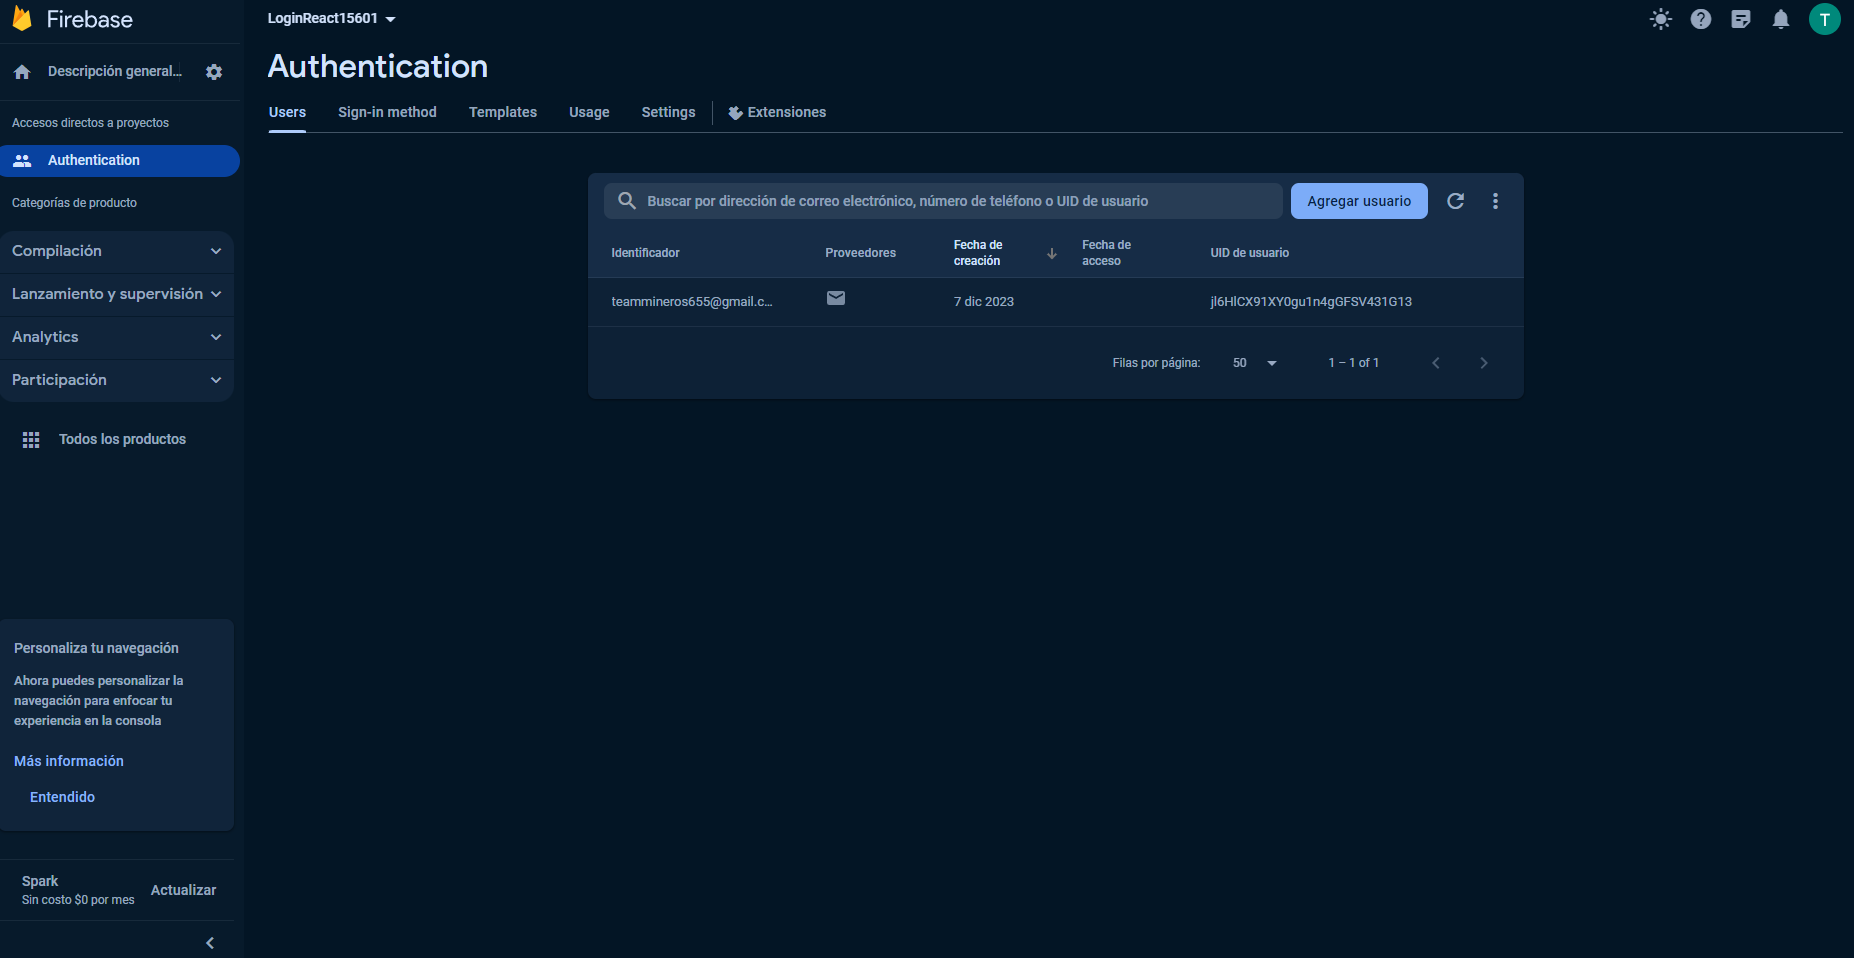 Firebase
Descripción general...
Accesos directos a proyectos
Authentication
Categorías de producto
Compilación
Lanzamiento y supervisión
Analytics
Participación
Todos los productos
Personaliza tu navegación
Ahora puedes personalizar la
navegación para enfocar tu
experiencia en la consola
Más información
Entendido
Spark
Sin costo $0 por mes
Actualizar
LoginReact15601
T
Authentication
Users Sign-in method Templates Usage Settings Extensiones
Buscar por dirección de correo electrónico, número de teléfono o UID de usuario
Agregar usuario
Identificador Proveedores Fecha de creación Fecha de acceso UID de usuario
teammineros655@gmail.c... 7 dic 2023 jl6HlCX91XY0gu1n4gGFSV431G13
Filas por página: 50 1 – 1 of 1